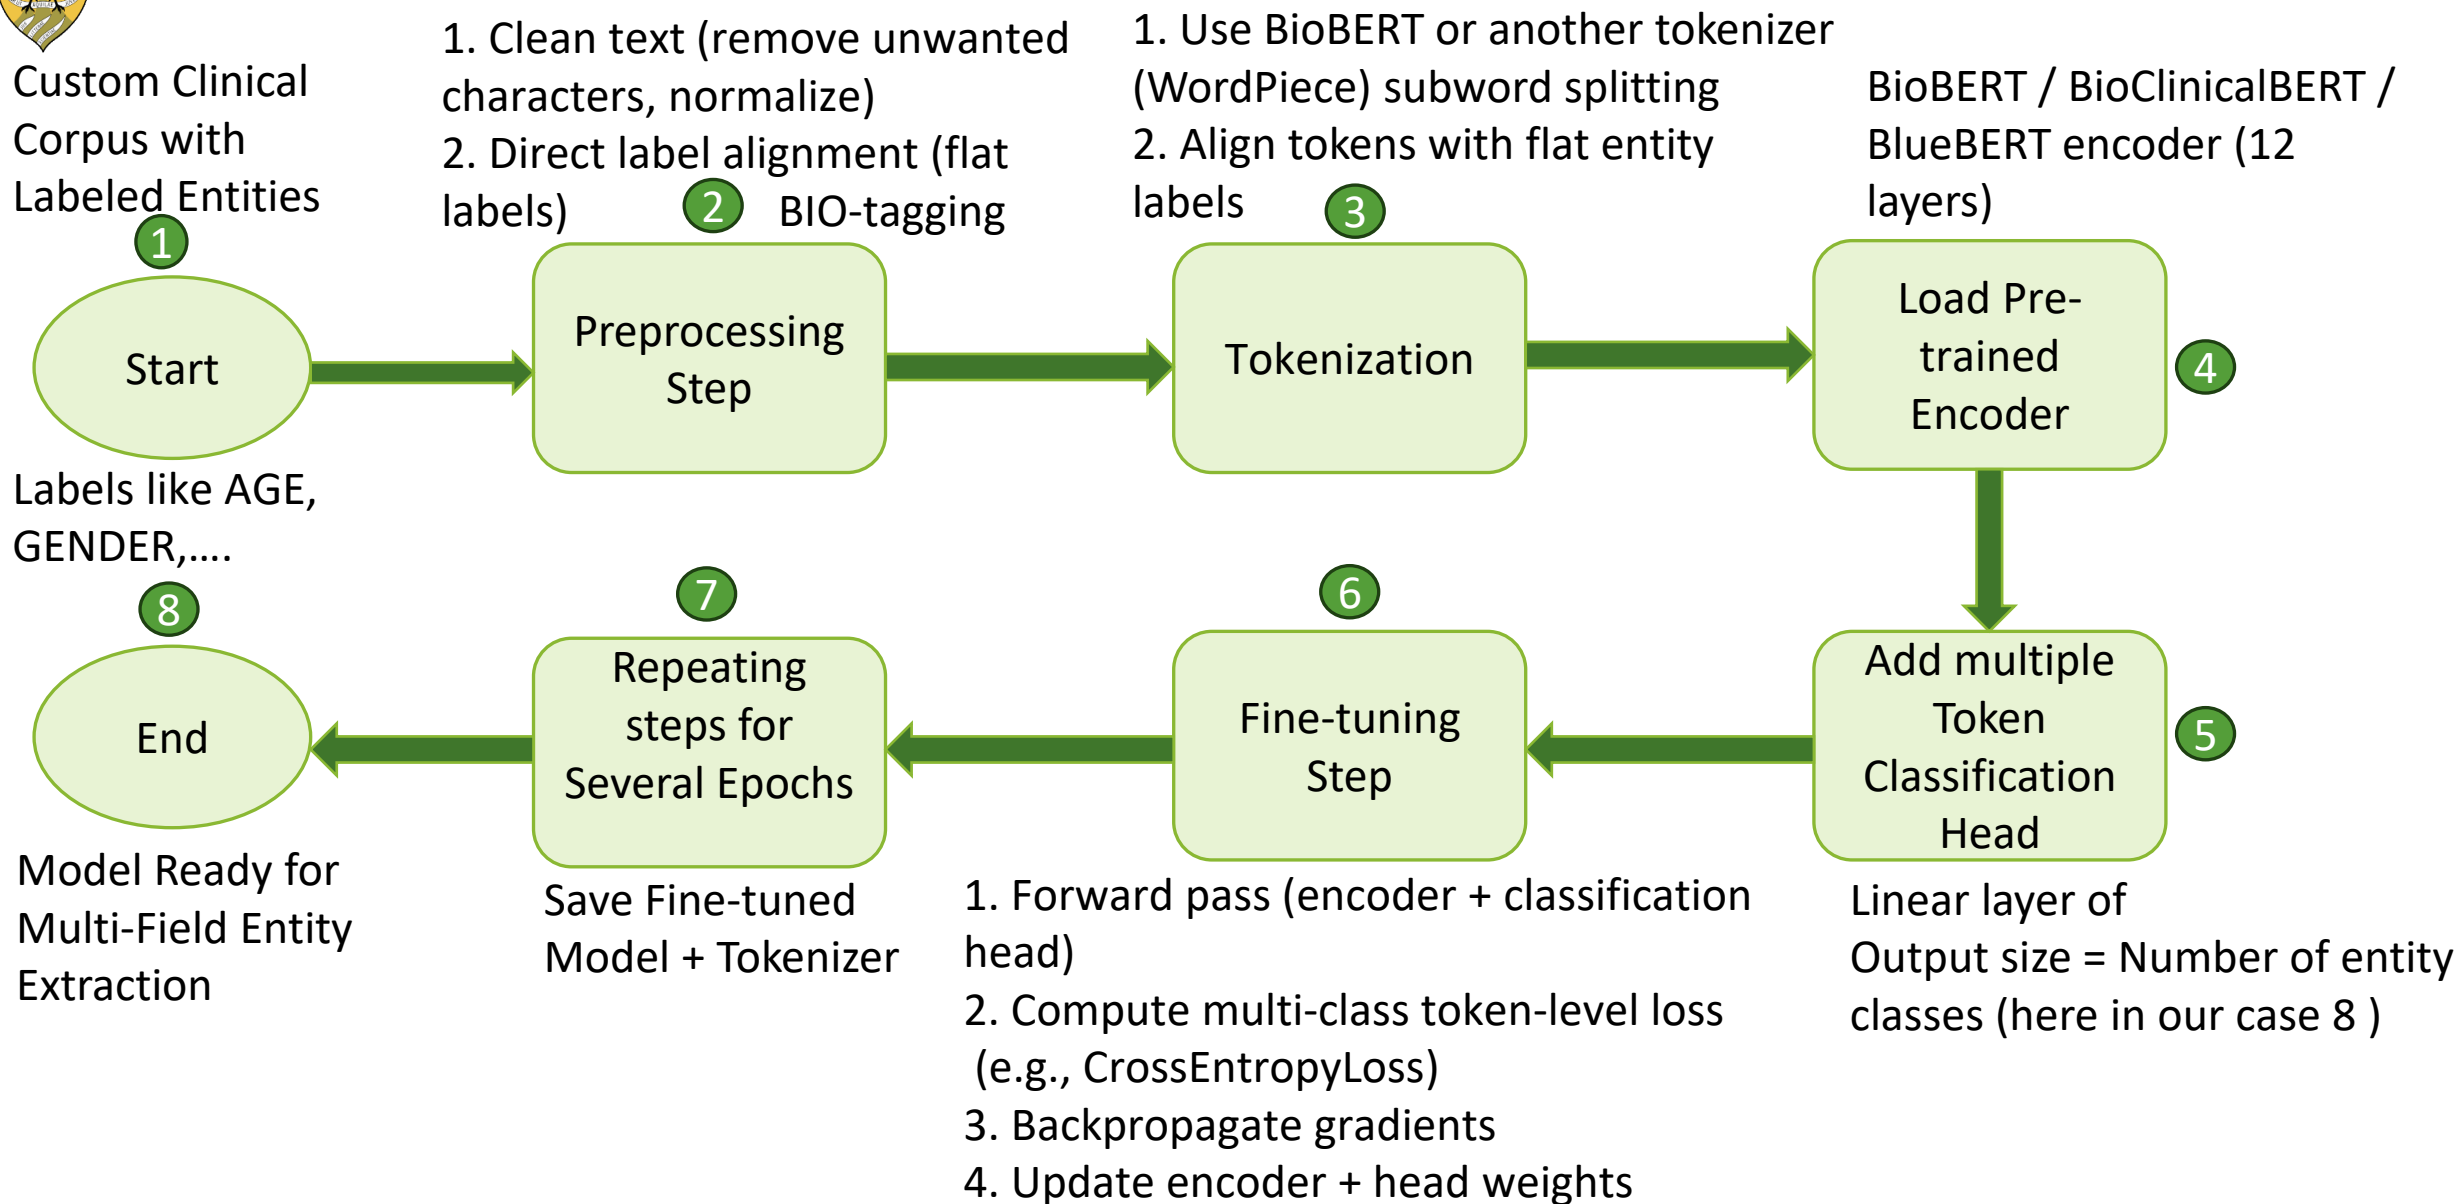 Custom Clinical
Corpus with
Labeled Entities
1
Start
Labels like AGE,
GENDER,....
1. Clean text (remove unwanted
characters, normalize)
2. Direct label alignment (flat
labels)
BIO-tagging
2
Preprocessing
Step
1. Use BioBERT or another tokenizer
(WordPiece) subword splitting
2. Align tokens with flat entity
labels
3
Tokenization
BioBERT / BioClinicalBERT /
BlueBERT encoder (12
layers)
Load Pre-
trained
Encoder
4
Add multiple
Token
Classification
Head
5
Linear layer of
Output size = Number of entity
classes (here in our case 8 )
6
Fine-tuning
Step
1. Forward pass (encoder + classification
head)
2. Compute multi-class token-level loss
(e.g., CrossEntropyLoss)
3. Backpropagate gradients
4. Update encoder + head weights
7
Repeating
steps for
Several Epochs
Save Fine-tuned
Model + Tokenizer
8
End
Model Ready for
Multi-Field Entity
Extraction